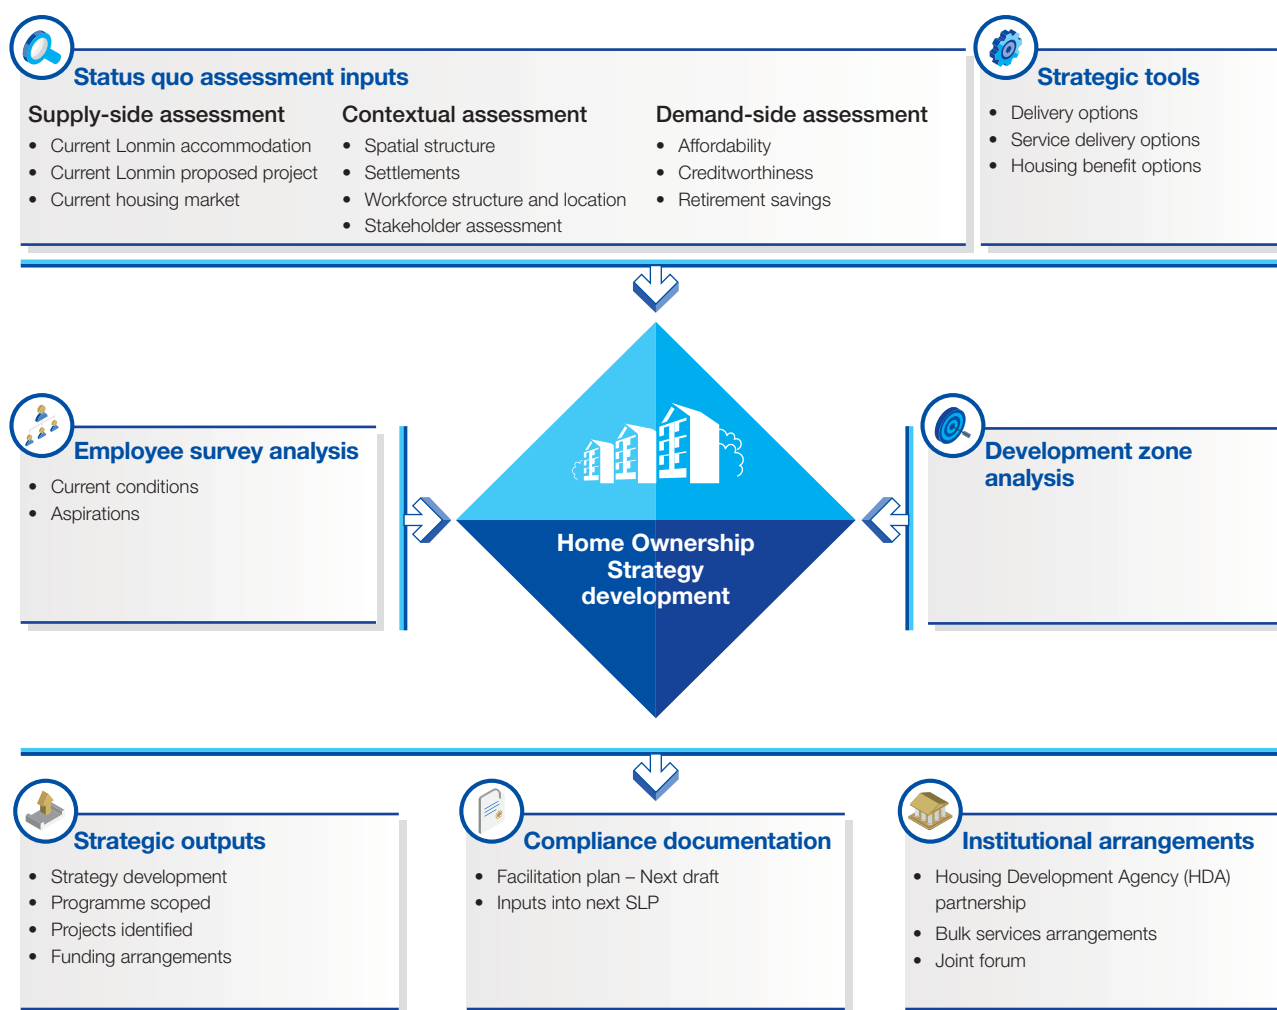 Status quo assessment inputs
Supply-side assessment
• Current Lonmin accommodation
• Current Lonmin proposed project
• Current housing market
Contextual assessment
• Spatial structure
• Settlements
• Workforce structure and location
• Stakeholder assessment
Demand-side assessment
• Affordability
• Creditworthiness
• Retirement savings
Strategic tools
• Delivery options
• Service delivery options
• Housing benefit options
Employee survey analysis
• Current conditions
• Aspirations
Home Ownership
Strategy
development
Development zone
analysis
Strategic outputs
• Strategy development
• Programme scoped
• Projects identified
• Funding arrangements
Compliance documentation
• Facilitation plan – Next draft
• Inputs into next SLP
Institutional arrangements
• Housing Development Agency (HDA)
partnership
• Bulk services arrangements
• Joint forum